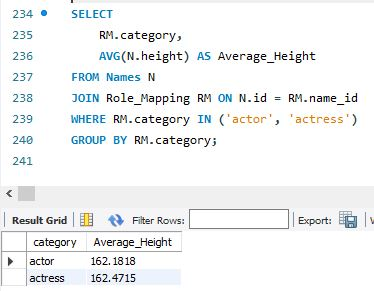 234 SELECT
235 RM.category,
236 AVG(N.height) AS Average_Height
237 FROM Names N
238 JOIN Role_Mapping RM ON N.id = RM.name_id
239 WHERE RM.category IN ('actor', 'actress')
240 GROUP BY RM.category;
241
Result Grid Filter Rows: Export:
category Average_Height
actor 162.1818
actress 162.4715